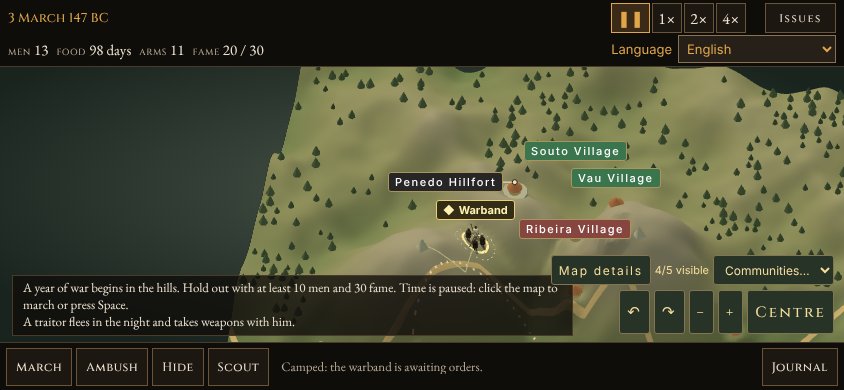 3 March 147 BC
❚❚ 1× 2× 4× Issues
MEN 13 FOOD 98 days ARMS 11 FAME 20 / 30
Language English
Souto Village
Penedo Hillfort
Vau Village
◆ Warband
Ribeira Village
Map details 4/5 visible Communities...
A year of war begins in the hills. Hold out with at least 10 men and 30 fame. Time is paused: click the map to
march or press Space.
A traitor flees in the night and takes weapons with him.
↶ ↷ − + Centre
March Ambush Hide Scout Camped: the warband is awaiting orders. Journal